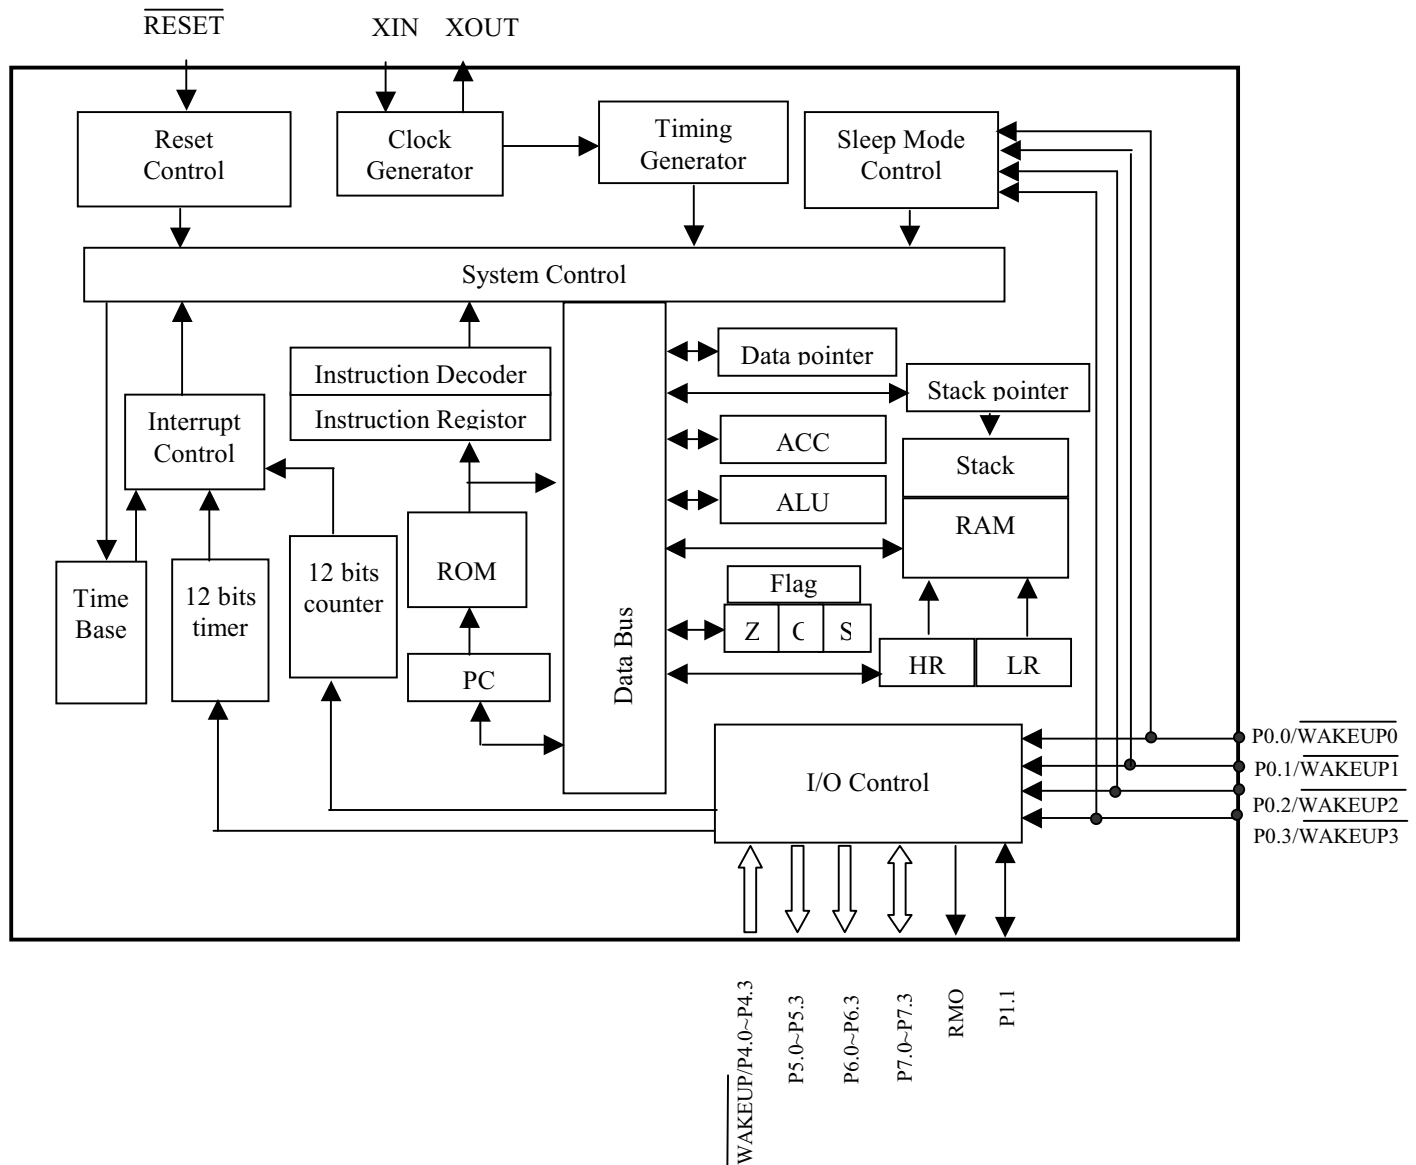 RESET
XIN XOUT
Reset
Control
Clock
Generator
Timing
Generator
Sleep Mode
Control
System Control
Instruction Decoder
Instruction Registor
Data pointer
Stack pointer
Interrupt
Control
ACC
Stack
ALU
RAM
Time
Base
12 bits
timer
12 bits
counter
ROM
PC
Data Bus
Flag
Z C S
HR LR
I/O Control
P0.0/WAKEUP0
P0.1/WAKEUP1
P0.2/WAKEUP2
P0.3/WAKEUP3
WAKEUP/P4.0~P4.3
P5.0~P5.3
P6.0~P6.3
P7.0~P7.3
RMO
P1.1